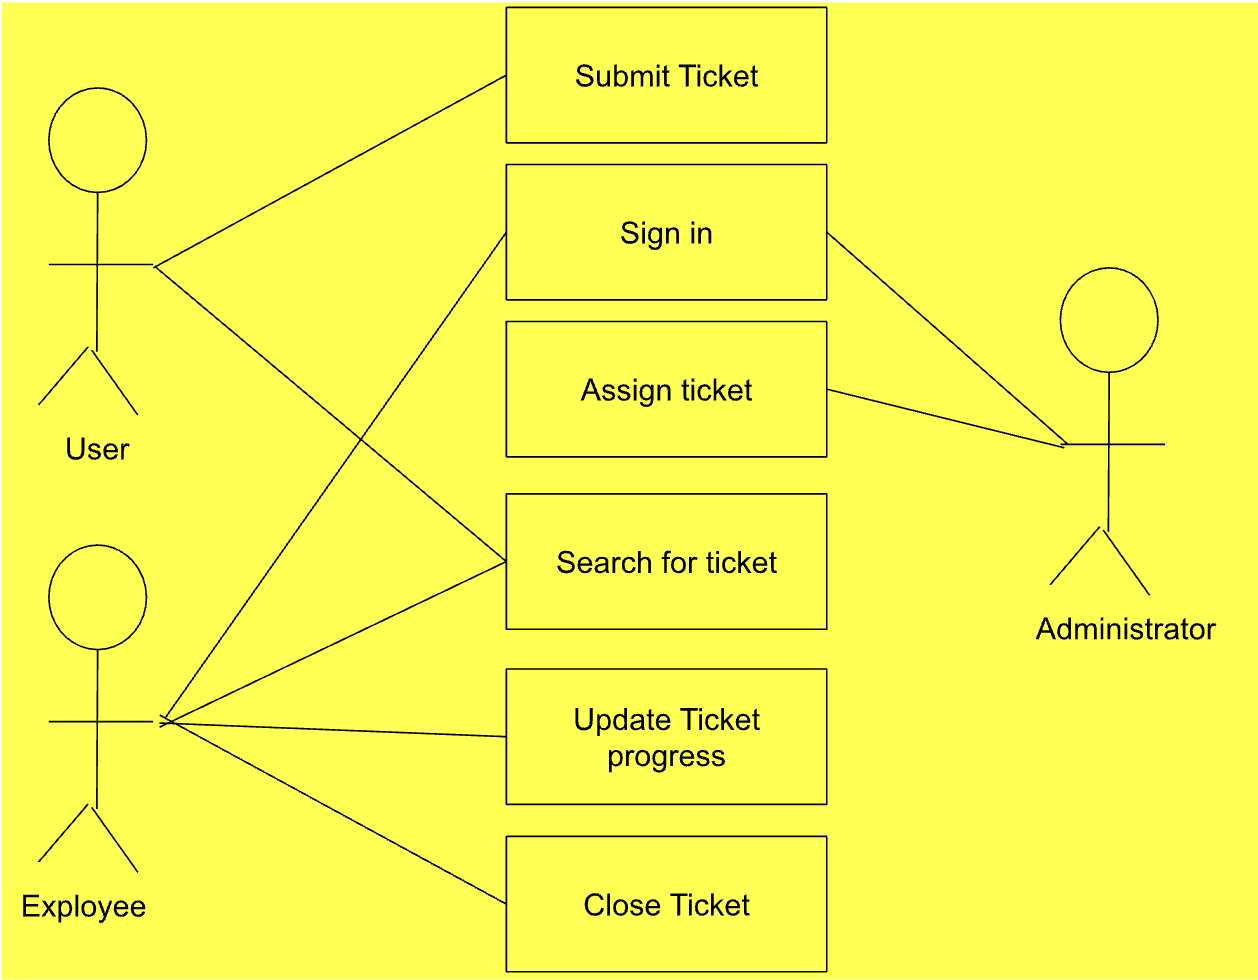 Submit Ticket
Sign in
Assign ticket
User
Search for ticket
Administrator
Update Ticket
progress
Exployee
Close Ticket